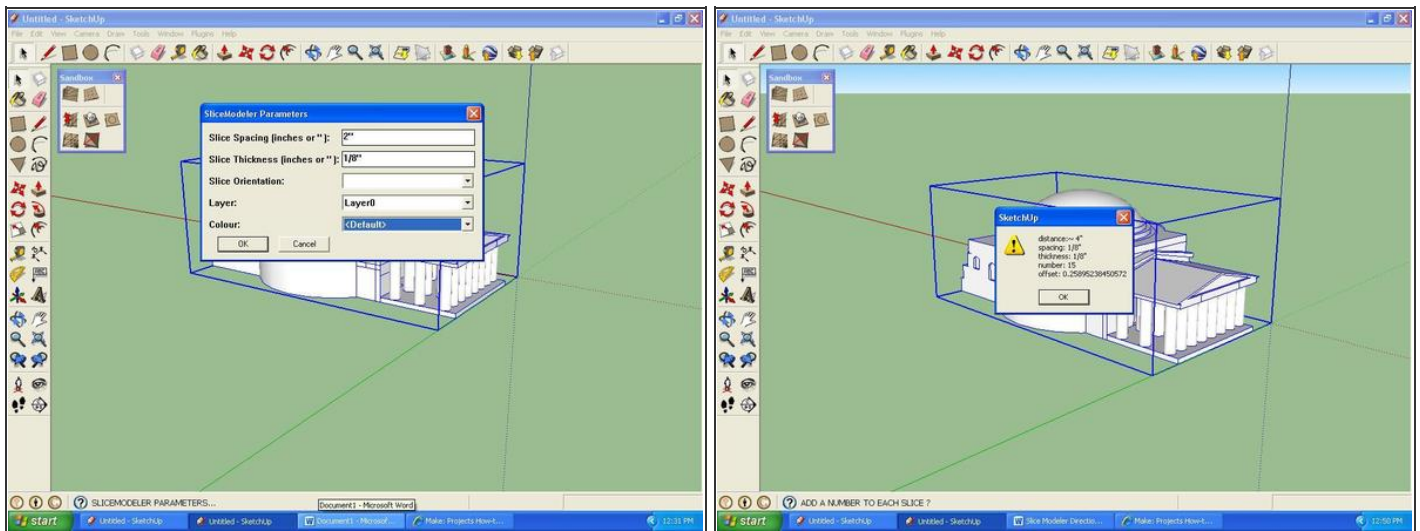 Untitled - SketchUp
File Edit View Camera Draw Tools Window Plugins Help
Sandbox
SliceModeler Parameters
Slice Spacing (inches or "):
2"
Slice Thickness (inches or "):
1/8"
Slice Orientation:
Layer:
Layer0
Colour:
<Default>
OK
Cancel
SLICEMODELER PARAMETERS...
Document1 - Microsoft Word
start
Untitled - SketchUp
Untitled - SketchUp
Document1 - Microsof...
Make: Projects How-t...
12:31 PM
Untitled - SketchUp
File Edit View Camera Draw Tools Window Plugins Help
Sandbox
SketchUp
distance:~ 4"
spacing: 1/8"
thickness: 1/8"
number: 15
offset: 0.25895238450572
OK
ADD A NUMBER TO EACH SLICE ?
start
Untitled - SketchUp
Untitled - SketchUp
Slice Modeler Directio...
Make: Projects How-t...
12:50 PM